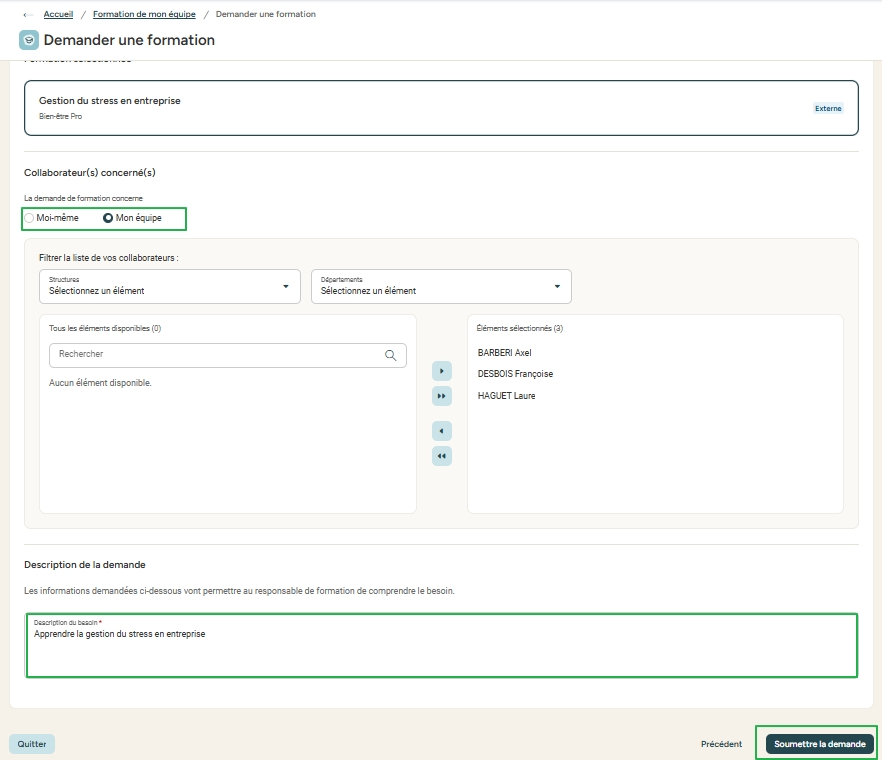 ← Accueil / Formation de mon équipe / Demander une formation
Demander une formation
Formation sélectionnée
Gestion du stress en entreprise
Bien-être Pro
Externe
Collaborateur(s) concerné(s)
La demande de formation concerne
Moi-même Mon équipe
Filtrer la liste de vos collaborateurs :
Structures
Sélectionnez un élément
Départements
Sélectionnez un élément
Tous les éléments disponibles (0)
Rechercher
Aucun élément disponible.
Éléments sélectionnés (3)
BARBERI Axel
DESBOIS Françoise
HAGUET Laure
Description de la demande
Les informations demandées ci-dessous vont permettre au responsable de formation de comprendre le besoin.
Description du besoin *
Apprendre la gestion du stress en entreprise
Quitter
Précédent
Soumettre la demande